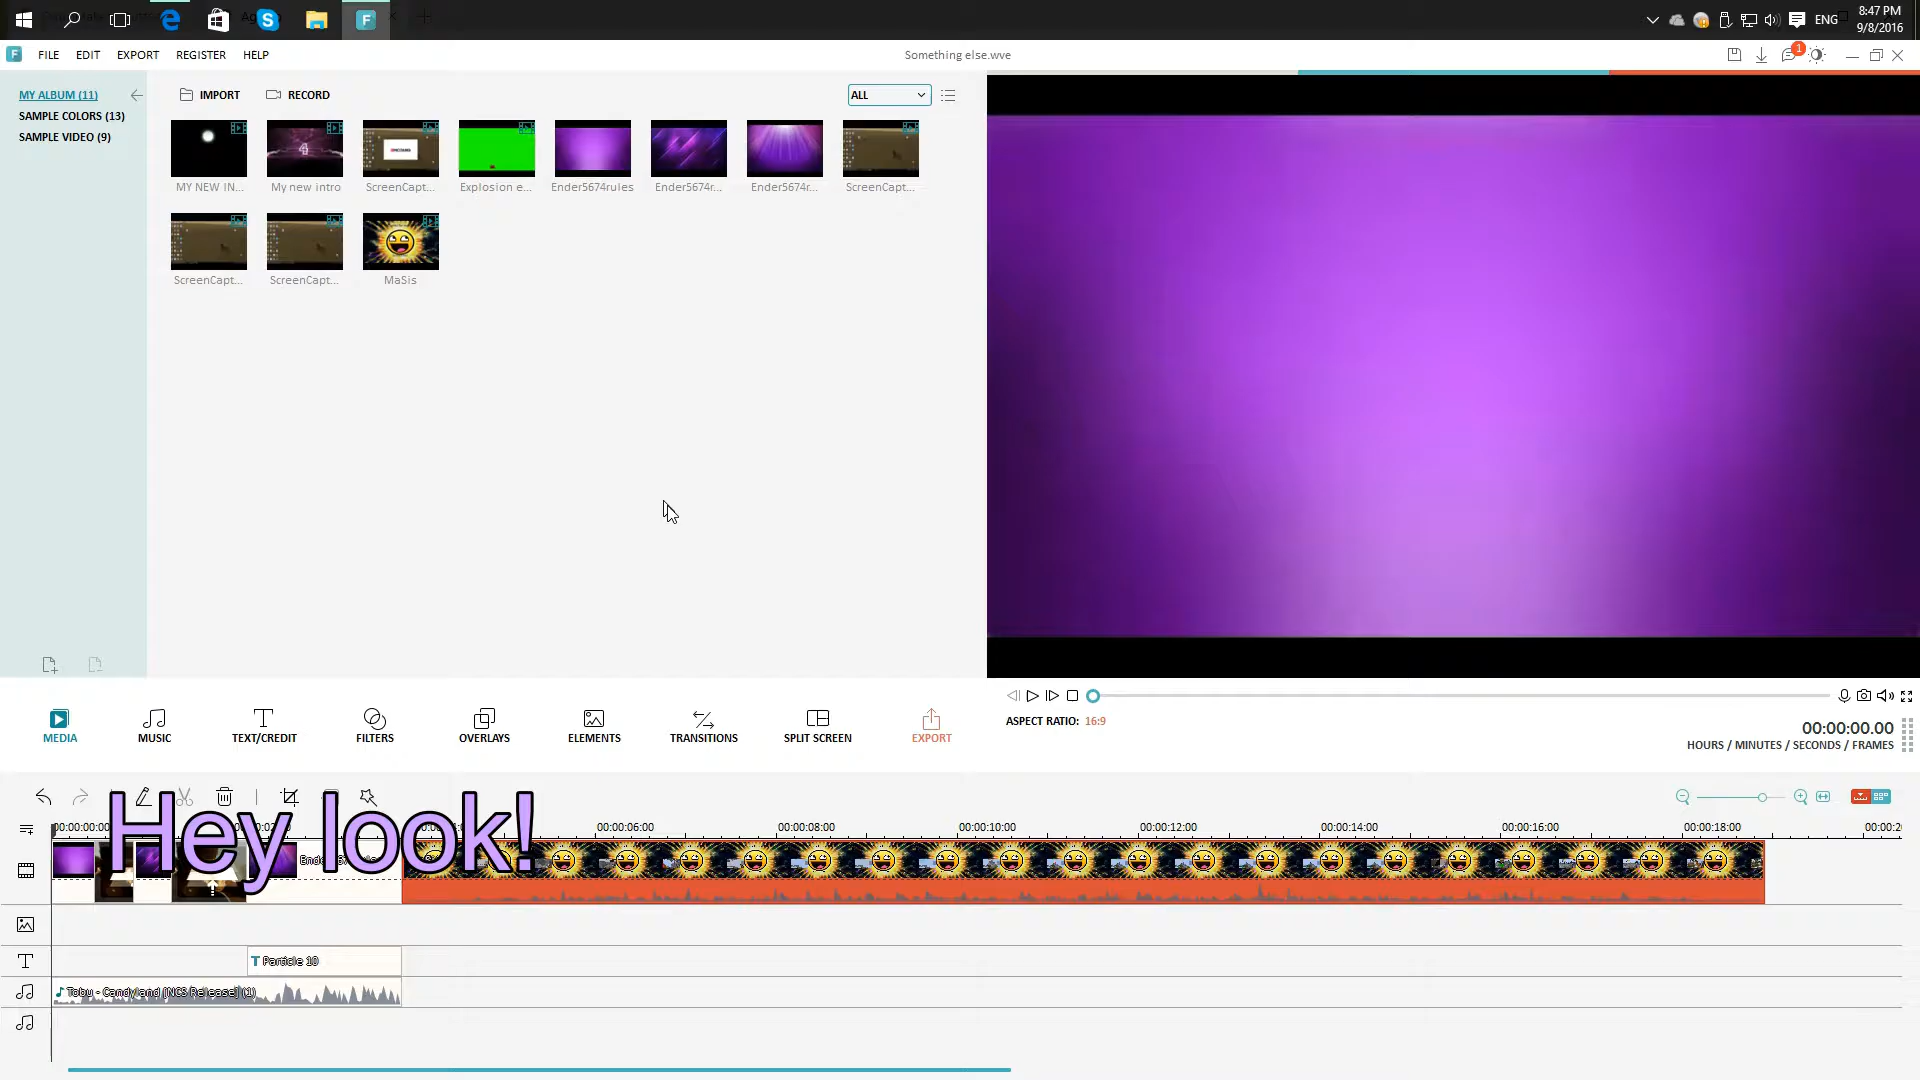 8:47 PM
ENG
9/8/2016
FILE EDIT EXPORT REGISTER HELP
Something else.wve
1
MY ALBUM (11)
SAMPLE COLORS (13)
SAMPLE VIDEO (9)
IMPORT RECORD
ALL
MY NEW IN... My new intro ScreenCapt... Explosion e... Ender5674rules Ender5674r... Ender5674r... ScreenCapt...
ScreenCapt... ScreenCapt... MaSis
MEDIA MUSIC TEXT/CREDIT FILTERS OVERLAYS ELEMENTS TRANSITIONS SPLIT SCREEN EXPORT
ASPECT RATIO: 16:9
00:00:00.00
HOURS / MINUTES / SECONDS / FRAMES
Hey look!
00:00:06:00 00:00:08:00 00:00:10:00 00:00:12:00 00:00:14:00 00:00:16:00 00:00:18:00
Particle 10
Tobu - Candyland [NCS Release] (1)